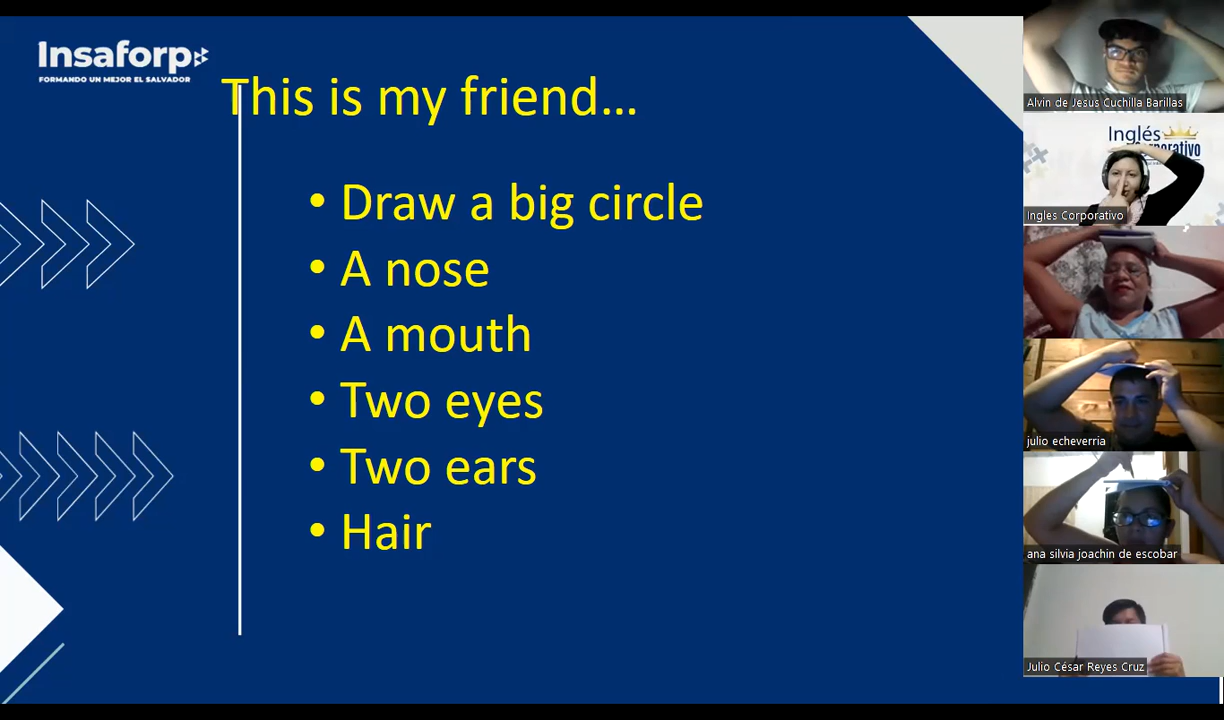 Insaforp
FORMANDO UN MEJOR EL SALVADOR
This is my friend...
• Draw a big circle
• A nose
• A mouth
• Two eyes
• Two ears
• Hair
Alvin de Jesus Cuchilla Barillas
Inglés
Ingles Corporativo
julio echeverria
ana silvia joachin de escobar
Julio César Reyes Cruz